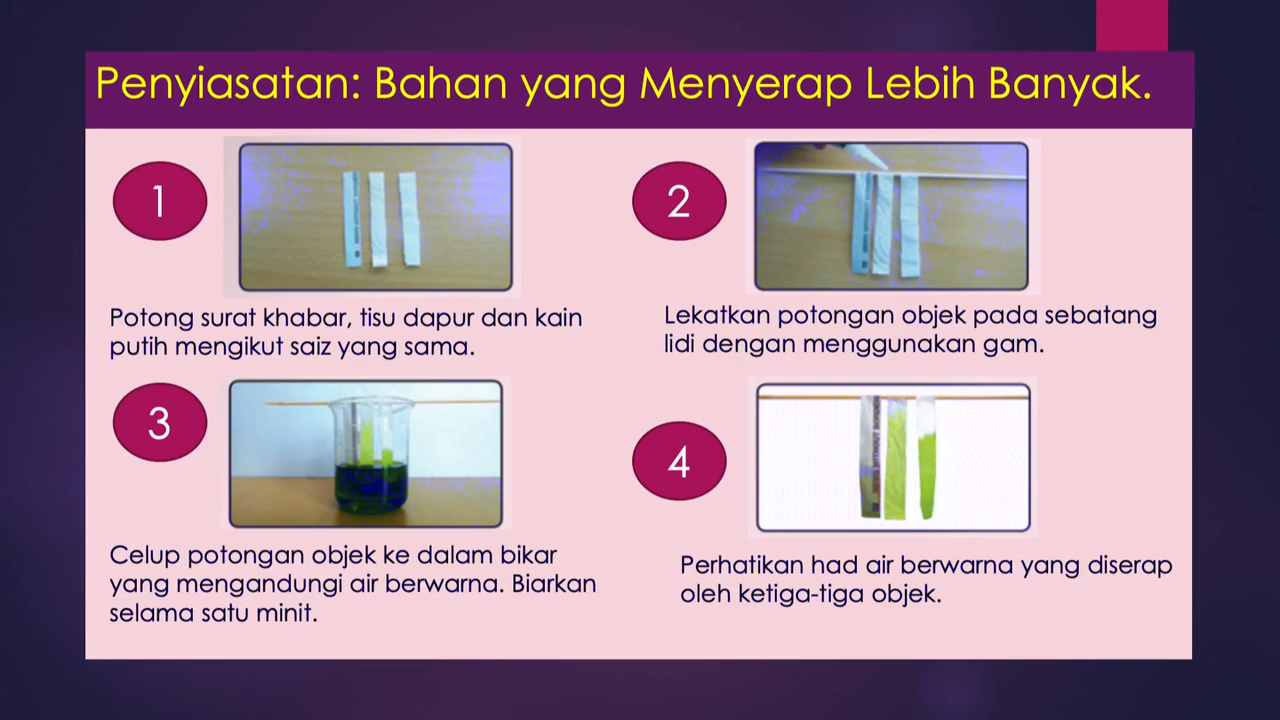 Penyiasatan: Bahan yang Menyerap Lebih Banyak.
1
Potong surat khabar, tisu dapur dan kain
putih mengikut saiz yang sama.
2
Lekatkan potongan objek pada sebatang
lidi dengan menggunakan gam.
3
Celup potongan objek ke dalam bikar
yang mengandungi air berwarna. Biarkan
selama satu minit.
4
Perhatikan had air berwarna yang diserap
oleh ketiga-tiga objek.